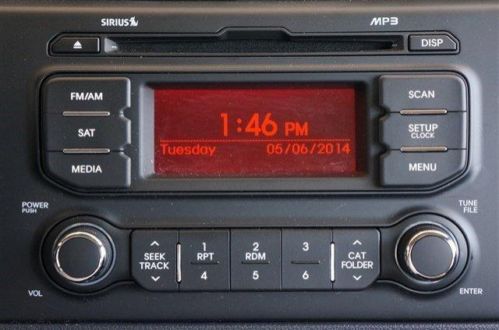 SIRIUS
MP3
DISP
FM/AM
SAT
MEDIA
1:46 PM
Tuesday 05/06/2014
SCAN
SETUP
CLOCK
MENU
POWER
PUSH
VOL
SEEK
TRACK
1 2 3
RPT RDM
4 5 6
CAT
FOLDER
TUNE
FILE
ENTER